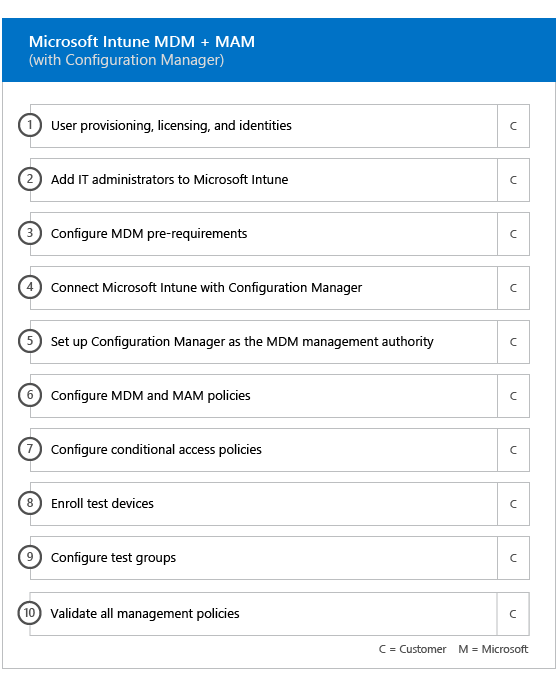 Microsoft Intune MDM + MAM
(with Configuration Manager)
1 User provisioning, licensing, and identities C
2 Add IT administrators to Microsoft Intune C
3 Configure MDM pre-requirements C
4 Connect Microsoft Intune with Configuration Manager C
5 Set up Configuration Manager as the MDM management authority C
6 Configure MDM and MAM policies C
7 Configure conditional access policies C
8 Enroll test devices C
9 Configure test groups C
10 Validate all management policies C
C = Customer M = Microsoft